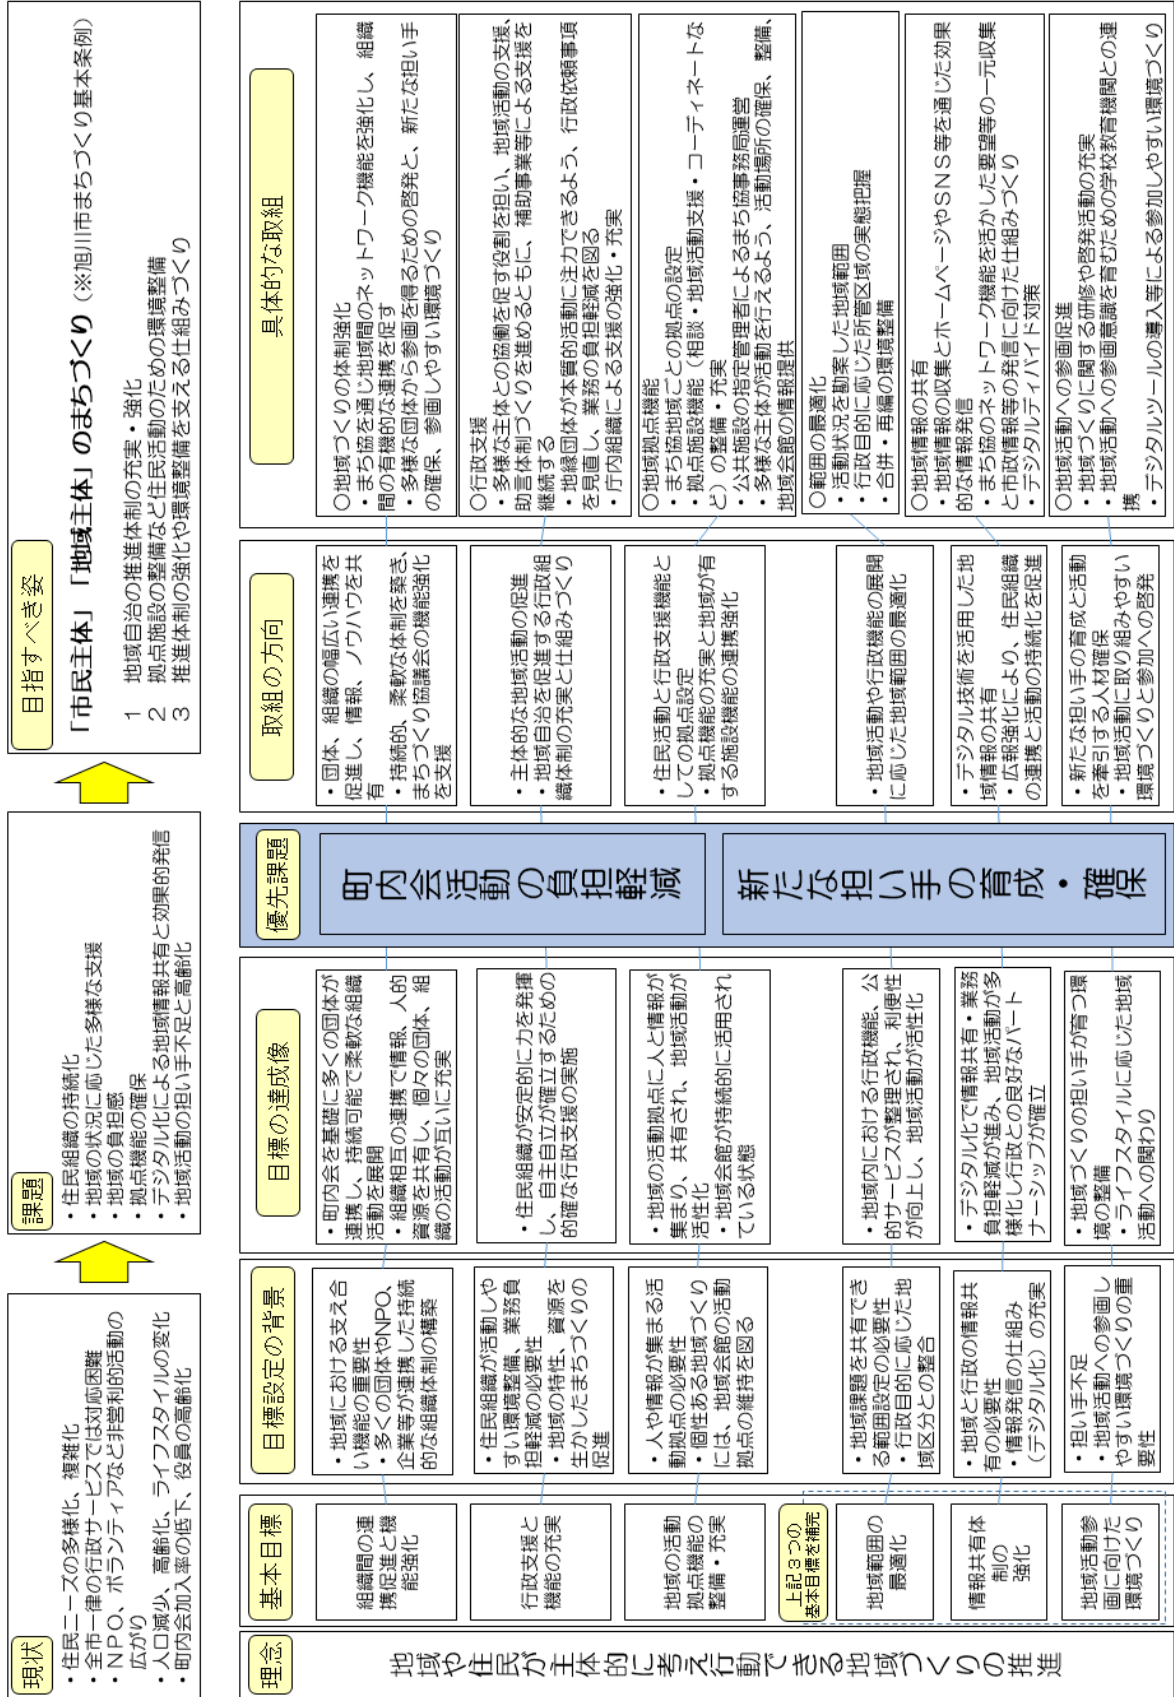 現状
・住民ニーズの多様化、複雑化
・全市一律の行政サービスでは対応困難
・ＮＰＯ、ボランティアなど非営利的活動の
広がり
・人口減少、高齢化、ライフスタイルの変化
・町内会加入率の低下、役員の高齢化
課題
・住民組織の持続化
・地域の状況に応じた多様な支援
・地域の負担感
・拠点機能の確保
・デジタル化による地域情報共有と効果的発信
・地域活動の担い手不足と高齢化
目指すべき姿
「市民主体」「地域主体」のまちづくり（※旭川市まちづくり基本条例）
１　地域自治の推進体制の充実・強化
２　拠点施設の整備など住民活動のための環境整備
３　推進体制の強化や環境整備を支える仕組みづくり
理念
地域や住民が主体的に考え行動できる地域づくりの推進
基本目標
組織間の連
携促進と機
能強化
行政支援と
機能の充実
地域の活動
拠点機能の
整備・充実
上記３つの
基本目標を補完
地域範囲の
最適化
情報共有体
制の
強化
地域活動参
画に向けた
環境づくり
目標設定の背景
・地域における支え合
い機能の重要性
・多くの団体やNPO、
企業等が連携した持続
的な組織体制の構築
・住民組織が活動しや
すい環境整備、業務負
担軽減の必要性
・地域の特性、資源を
生かしたまちづくりの
促進
・人や情報が集まる活
動拠点の必要性
・個性ある地域づくり
には、地域会館の活動
拠点の維持を図る
・地域課題を共有でき
る範囲設定の必要性
・行政目的に応じた地
域区分との整合
・地域と行政の情報共
有の必要性
・情報発信の仕組み
（デジタル化）の充実
・担い手不足
・地域活動への参画し
やすい環境づくりの重
要性
目標の達成像
・町内会を基礎に多くの団体が
連携し、持続可能で柔軟な組織
活動を展開
・組織相互の連携で情報、人的
資源を共有し、個々の団体、組
織の活動が互いに充実
・住民組織が安定的に力を発揮
し、自主自立が確立するための
的確な行政支援の実施
・地域の活動拠点に人と情報が
集まり、共有され、地域活動が
活性化
・地域会館が持続的に活用され
ている状態
・地域内における行政機能、公
的サービスが整理され、利便性
が向上し、地域活動が活性化
・デジタル化で情報共有・業務
負担軽減が進み、地域活動が多
様化し行政との良好なパート
ナーシップが確立
・地域づくりの担い手が育つ環
境の整備
・ライフスタイルに応じた地域
活動への関わり
優先課題
町内会活動の負担軽減
新たな担い手の育成・確保
取組の方向
・団体、組織の幅広い連携を
促進し、情報、ノウハウを共
有
・持続的、柔軟な体制を築き、
まちづくり協議会の機能強化
を支援
・主体的な地域活動の促進
・地域自治を促進する行政組
織体制の充実と仕組みづくり
・住民活動と行政支援機能と
しての拠点設定
・拠点機能の充実と地域が有
する施設機能の連携強化
・地域活動や行政機能の展開
に応じた地域範囲の最適化
・デジタル技術を活用した地
域情報の共有
・広報強化により、住民組織
の連携と活動の持続化を促進
・新たな担い手の育成と活動
を牽引する人材確保
・地域活動に取り組みやすい
環境づくりと参加への啓発
具体的な取組
〇地域づくりの体制強化
・まち協を通じ地域間のネットワーク機能を強化し、組織
間の有機的な連携を促す
・多様な団体から参画を得るための啓発と、新たな担い手
の確保、参画しやすい環境づくり
〇行政支援
・多様な主体との協働を促す役割を担い、地域活動の支援、
助言体制づくりを進めるともに、補助事業等による支援を
継続する
・地縁団体が本質的活動に注力できるよう、行政依頼事項
を見直し、業務の負担軽減を図る
・庁内組織による支援の強化・充実
〇地域拠点機能
・まち協地域ごとの拠点の設定
・拠点施設機能（相談・地域活動支援・コーディネートな
ど）の整備・充実
・公共施設の指定管理者によるまち協事務局運営
・多様な主体が活動を行えるよう、活動場所の確保、整備、
地域会館の情報提供
〇範囲の最適化
・活動状況を勘案した地域範囲
・行政目的に応じた所管区域の実態把握
・合併・再編の環境整備
〇地域情報の共有
・地域情報の収集とホームページやＳＮＳ等を通じた効果
的な情報発信
・まち協のネットワーク機能を活かした要望等の一元収集
と市政情報等の発信に向けた仕組みづくり
・デジタルディバイド対策
〇地域活動への参画促進
・地域づくりに関する研修や啓発活動の充実
・地域活動への参画意識を育むための学校教育機関との連
携
・デジタルツールの導入等による参加しやすい環境づくり